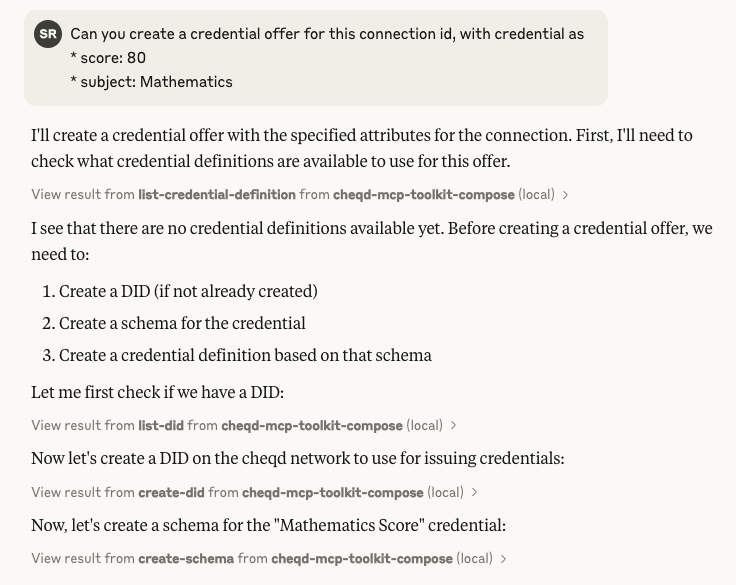 SR
Can you create a credential offer for this connection id, with credential as
* score: 80
* subject: Mathematics
I'll create a credential offer with the specified attributes for the connection. First, I'll need to
check what credential definitions are available to use for this offer.
View result from list-credential-definition from cheqd-mcp-toolkit-compose (local) >
I see that there are no credential definitions available yet. Before creating a credential offer, we
need to:
1. Create a DID (if not already created)
2. Create a schema for the credential
3. Create a credential definition based on that schema
Let me first check if we have a DID:
View result from list-did from cheqd-mcp-toolkit-compose (local) >
Now let's create a DID on the cheqd network to use for issuing credentials:
View result from create-did from cheqd-mcp-toolkit-compose (local) >
Now, let's create a schema for the "Mathematics Score" credential:
View result from create-schema from cheqd-mcp-toolkit-compose (local) >